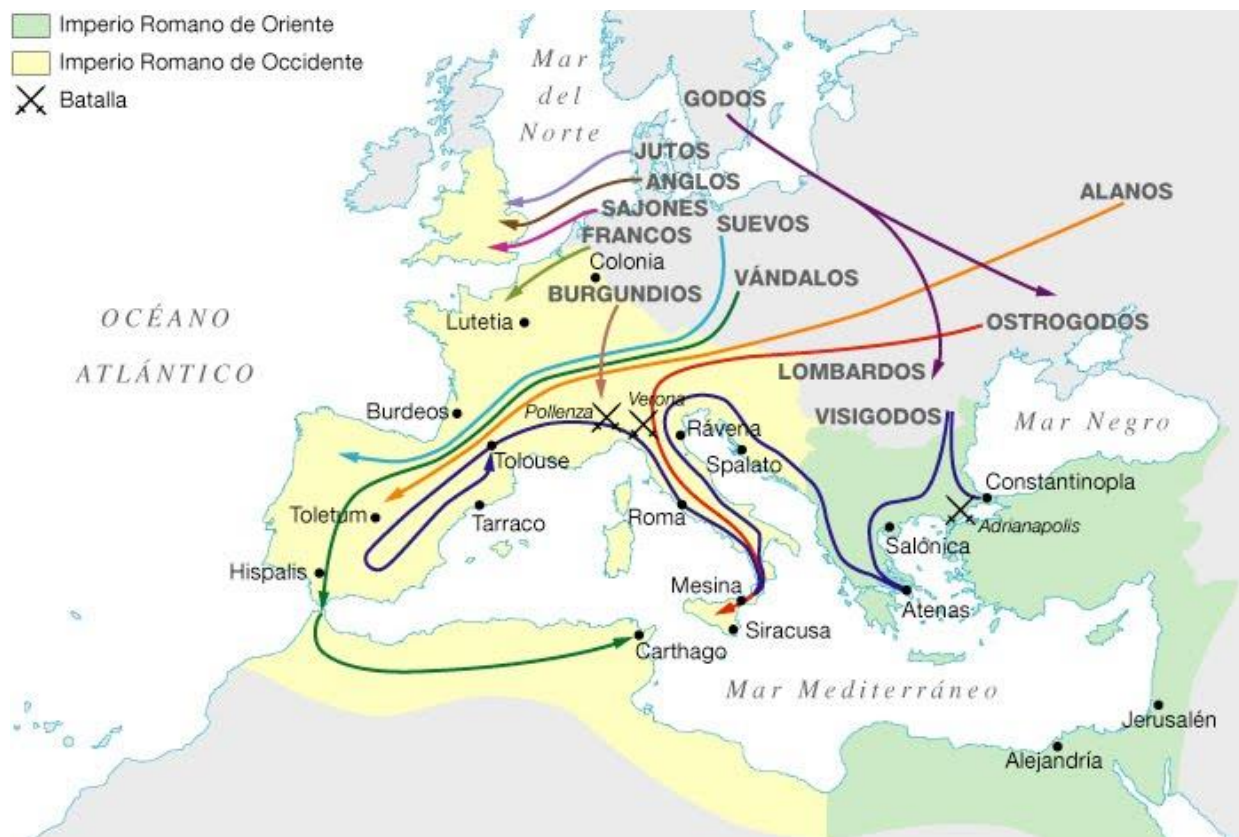 Imperio Romano de Oriente
Imperio Romano de Occidente
Batalla
Mar
del
Norte
GODOS
JUTOS
ANGLOS
SAJONES
FRANCOS
SUEVOS
ALANOS
Colonia
VÁNDALOS
BURGUNDIOS
OCÉANO
ATLÁNTICO
Lutetia
OSTROGODOS
LOMBARDOS
VISIGODOS
Mar Negro
Burdeos
Pollenza
Verona
Rávena
Spalato
Tolouse
Constantinopla
Adrianapolis
Toletum
Tarraco
Roma
Salónica
Hispalis
Mesina
Atenas
Siracusa
Carthago
Mar Mediterráneo
Jerusalén
Alejandría